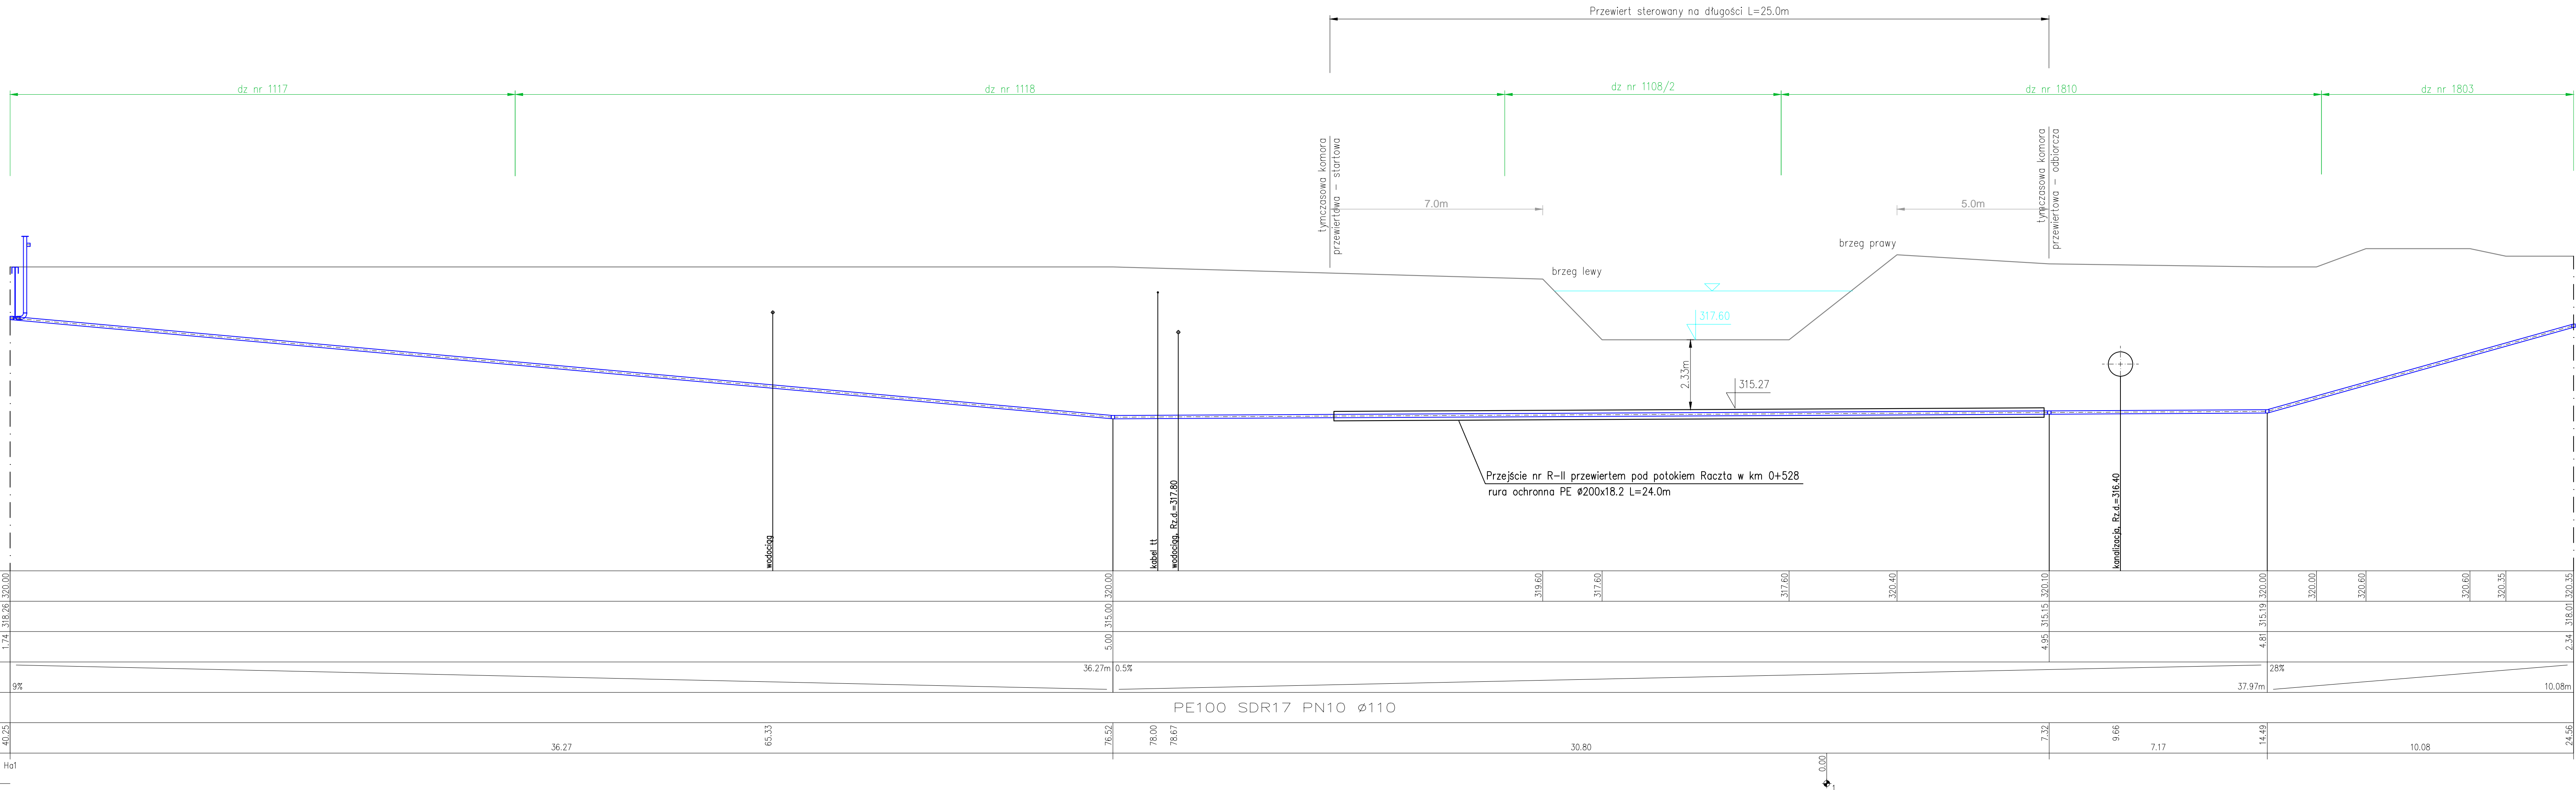 Przewiert sterowany na długości L=25.0m
dz nr 1117
dz nr 1118
dz nr 1108/2
dz nr 1810
dz nr 1803
tymczasowa komora
przewiertowa - startowa
tymczasowa komora
przewiertowa - odbiorcza
7.0m
5.0m
brzeg lewy
brzeg prawy
317.60
2.33m
315.27
Przejście nr R-II przewiertem pod potokiem Raczta w km 0+528
rura ochronna PE ø200x18.2 L=24.0m
wodociąg
kabel tt
wodociąg, Rz.d.=317.80
kanalizacja, Rz.d.=316.40
320.00
320.00
319.60
317.60
317.60
320.40
320.10
320.00
320.00
320.60
320.60
320.35
320.35
318.26
315.00
315.15
315.19
318.01
1.74
5.00
4.95
4.81
2.34
9%
36.27m
0.5%
37.97m
28%
10.08m
PE100 SDR17 PN10 ø110
40.25
65.33
76.52
78.00
78.67
7.32
9.66
14.49
24.56
36.27
30.80
7.17
10.08
Ha1
0.00
1